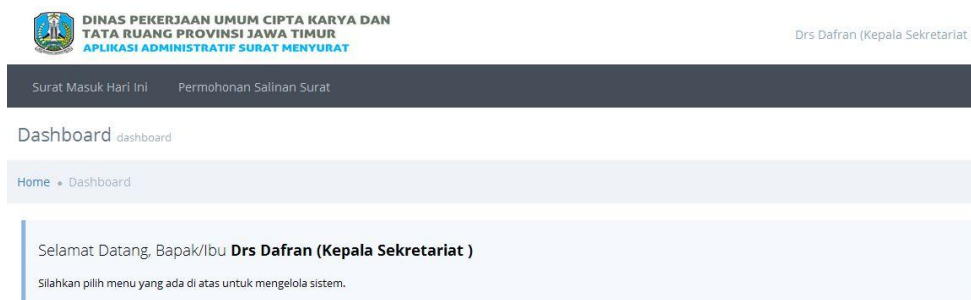 DINAS PEKERJAAN UMUM CIPTA KARYA DAN
TATA RUANG PROVINSI JAWA TIMUR
APLIKASI ADMINISTRATIF SURAT MENYURAT
Drs Dafran (Kepala Sekretariat
Surat Masuk Hari Ini Permohonan Salinan Surat
Dashboard dashboard
Home • Dashboard
Selamat Datang, Bapak/Ibu Drs Dafran (Kepala Sekretariat )
Silahkan pilih menu yang ada di atas untuk mengelola sistem.